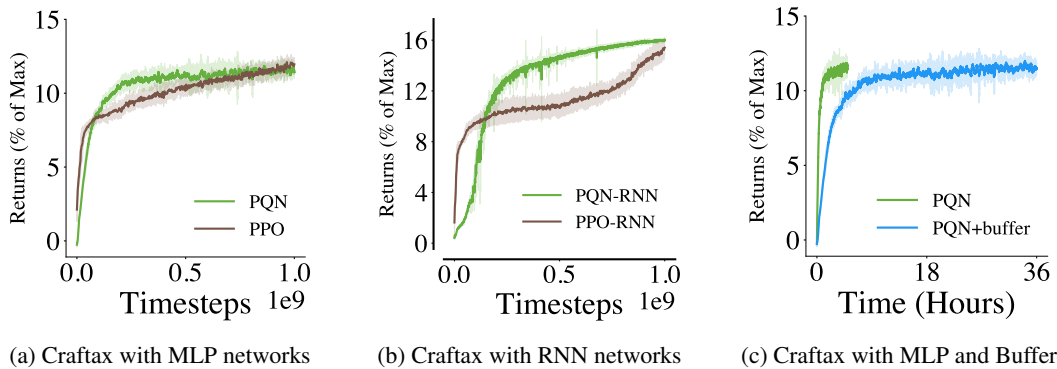 15
10
5
0
Returns (% of Max)
PQN
PPO
0.0
0.5
1.0
Timesteps
1e9
(a) Craftax with MLP networks
16
12
8
4
0
Returns (% of Max)
PQN-RNN
PPO-RNN
0.0
0.5
1.0
Timesteps
1e9
(b) Craftax with RNN networks
15
10
5
0
Returns (% of Max)
PQN
PQN+buffer
0
18
36
Time (Hours)
(c) Craftax with MLP and Buffer